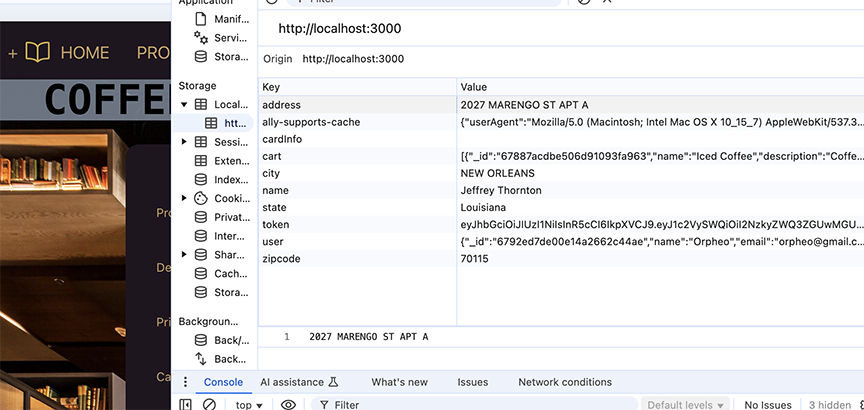 Application
Filter
Manif...
Servi...
Stora...
http://localhost:3000
Origin http://localhost:3000
+ HOME PRO
Storage
Key Value
COFFE
Local...
address 2027 MARENGO ST APT A
htt...
ally-supports-cache {"userAgent":"Mozilla/5.0 (Macintosh; Intel Mac OS X 10_15_7) AppleWebKit/537.3...
Sessi...
cardInfo
Exten...
cart [{"_id":"67887acdbe506d91093fa963","name":"Iced Coffee","description":"Coffe...
Index...
city NEW ORLEANS
Cooki...
name Jeffrey Thornton
Pr
Privat...
state Louisiana
Inter...
token
Shar...
user {"_id":"6792ed7de00e14a2662c44ae","name":"Orpheo","email":"orpheo@gmail.c...
De
Cach...
zipcode 70115
Stora...
Pri
Backgroun...
Back/...
1 2027 MARENGO ST APT A
Back...
Ca
Console AI assistance What's new Issues Network conditions
top Filter Default levels No Issues 3 hidden